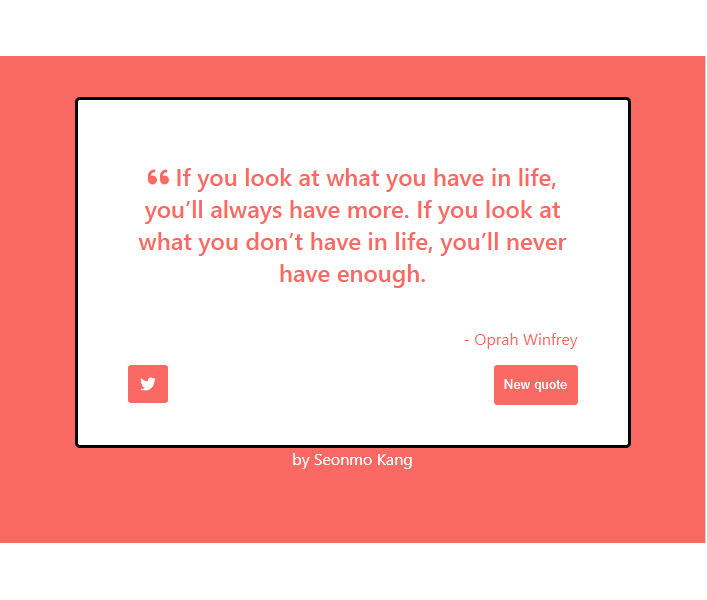 ❝ If you look at what you have in life,
you’ll always have more. If you look at
what you don’t have in life, you’ll never
have enough.
- Oprah Winfrey
New quote
by Seonmo Kang